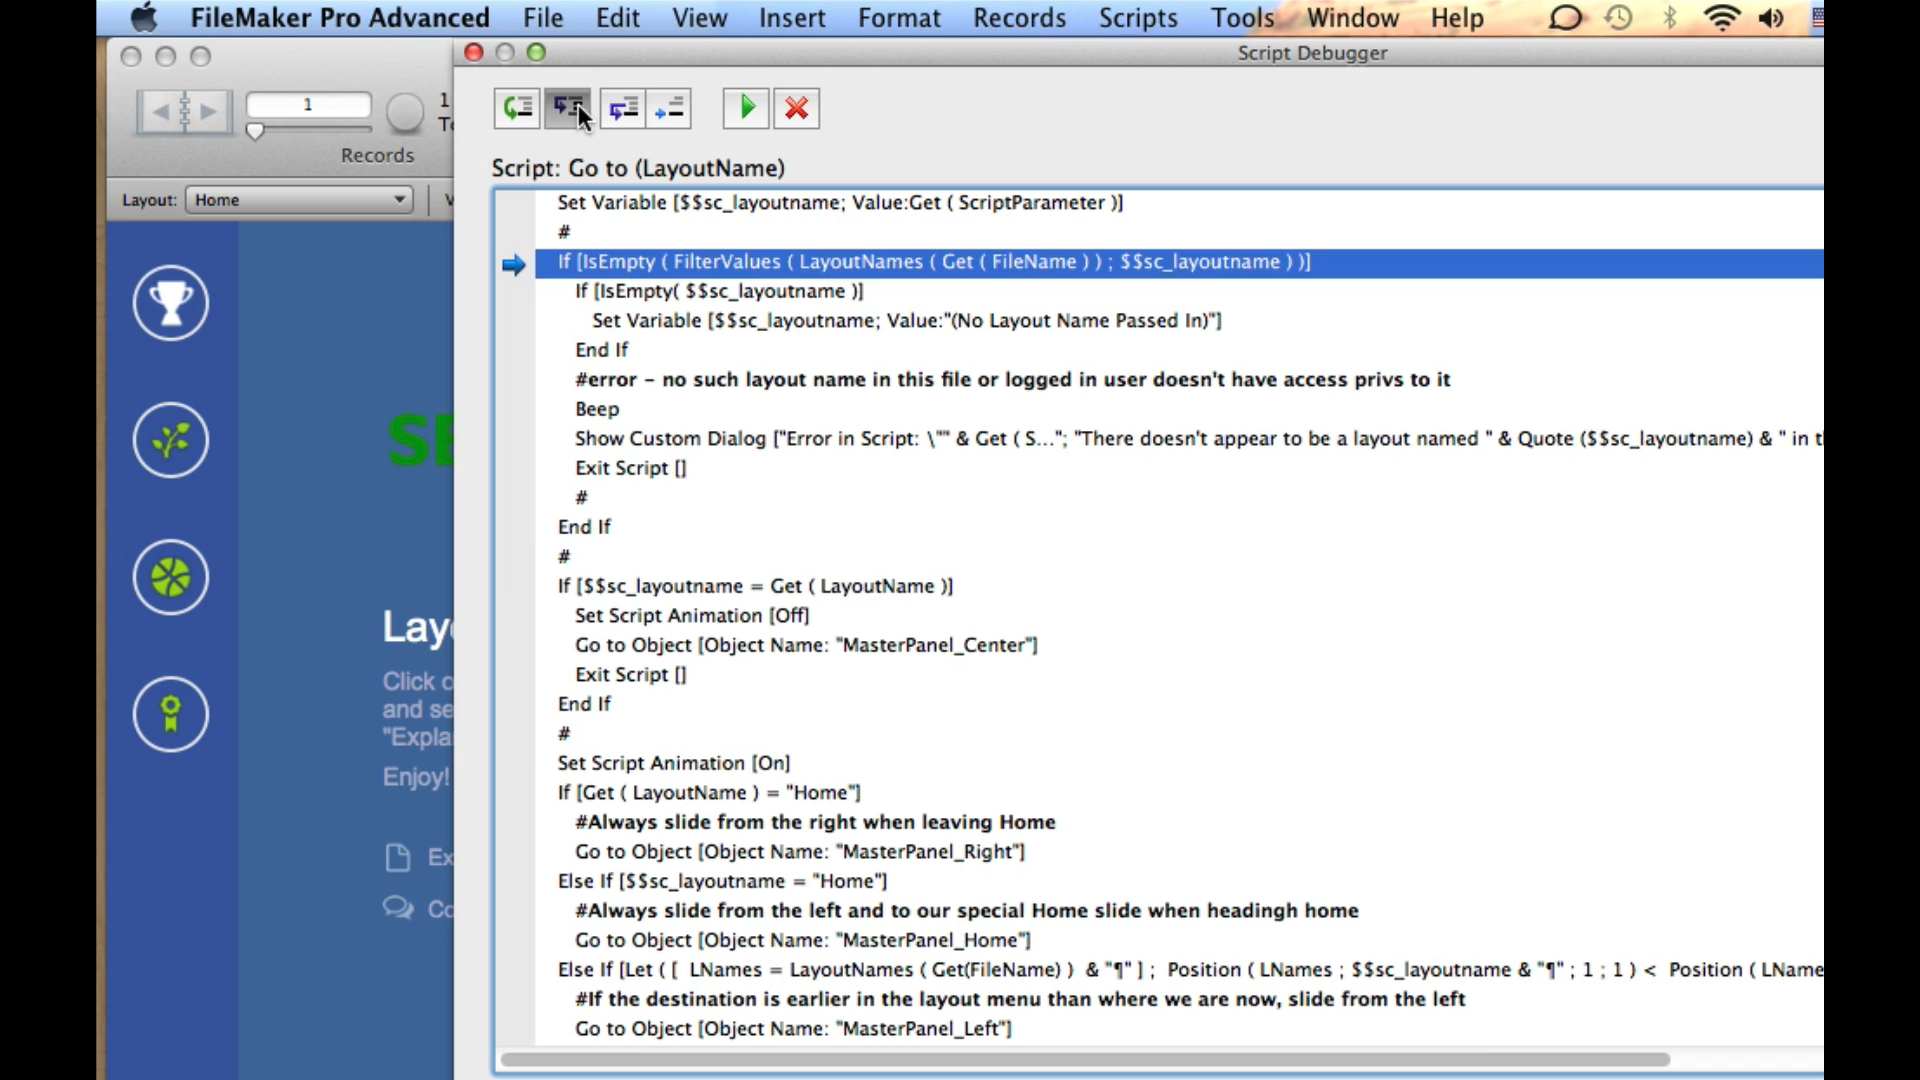 FileMaker Pro Advanced File Edit View Insert Format Records Scripts Tools Window Help
Script Debugger
1
1
Records
Layout: Home
Script: Go to (LayoutName)
Set Variable [$$sc_layoutname; Value:Get ( ScriptParameter )]
#
If [IsEmpty ( FilterValues ( LayoutNames ( Get ( FileName ) ) ; $$sc_layoutname ) )]
If [IsEmpty( $$sc_layoutname )]
Set Variable [$$sc_layoutname; Value:"(No Layout Name Passed In)"]
End If
#error – no such layout name in this file or logged in user doesn't have access privs to it
Beep
Show Custom Dialog ["Error in Script: \"" & Get ( S..."; "There doesn't appear to be a layout named " & Quote ($$sc_layoutname) & " in t
Exit Script []
#
End If
#
If [$$sc_layoutname = Get ( LayoutName )]
Set Script Animation [Off]
Go to Object [Object Name: "MasterPanel_Center"]
Exit Script []
End If
#
Set Script Animation [On]
If [Get ( LayoutName ) = "Home"]
#Always slide from the right when leaving Home
Go to Object [Object Name: "MasterPanel_Right"]
Else If [$$sc_layoutname = "Home"]
#Always slide from the left and to our special Home slide when headingh home
Go to Object [Object Name: "MasterPanel_Home"]
Else If [Let ( [ LNames = LayoutNames ( Get(FileName) ) & "¶" ] ; Position ( LNames ; $$sc_layoutname & "¶" ; 1 ; 1 ) < Position ( LName
#If the destination is earlier in the layout menu than where we are now, slide from the left
Go to Object [Object Name: "MasterPanel_Left"]
SE
Layo
Click o
and se
"Expla
Enjoy!
Ex
Co